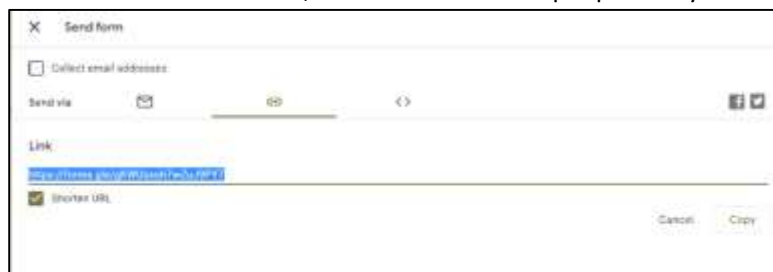 X Send form
Collect email addresses
Send via
Link
Shorten URL
Cancel Copy